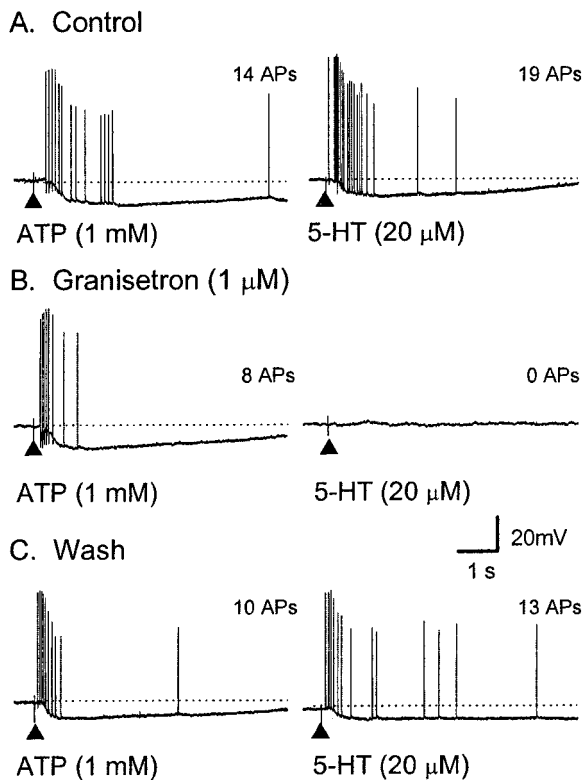 A. Control
14 APs
19 APs
ATP (1 mM)
5-HT (20 μM)
B. Granisetron (1 μM)
8 APs
0 APs
ATP (1 mM)
5-HT (20 μM)
C. Wash
20mV
1 s
10 APs
13 APs
ATP (1 mM)
5-HT (20 μM)